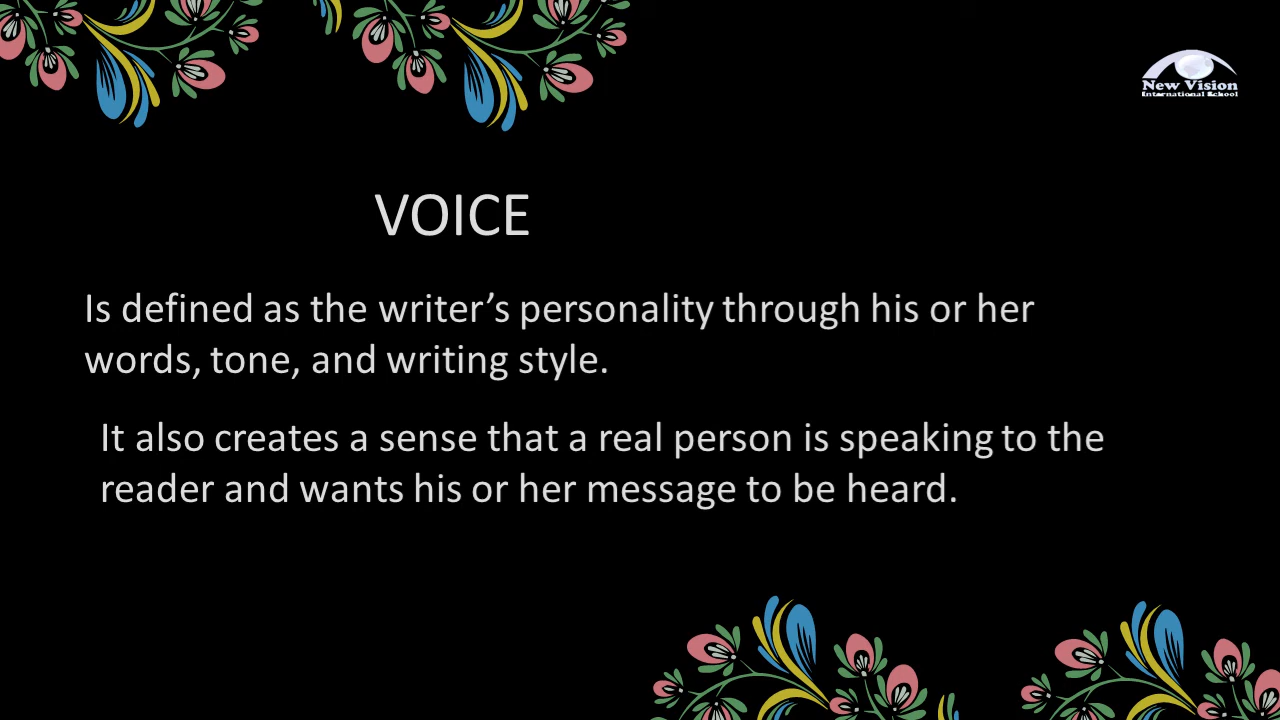 New Vision
International School
VOICE
Is defined as the writer’s personality through his or her
words, tone, and writing style.
It also creates a sense that a real person is speaking to the
reader and wants his or her message to be heard.